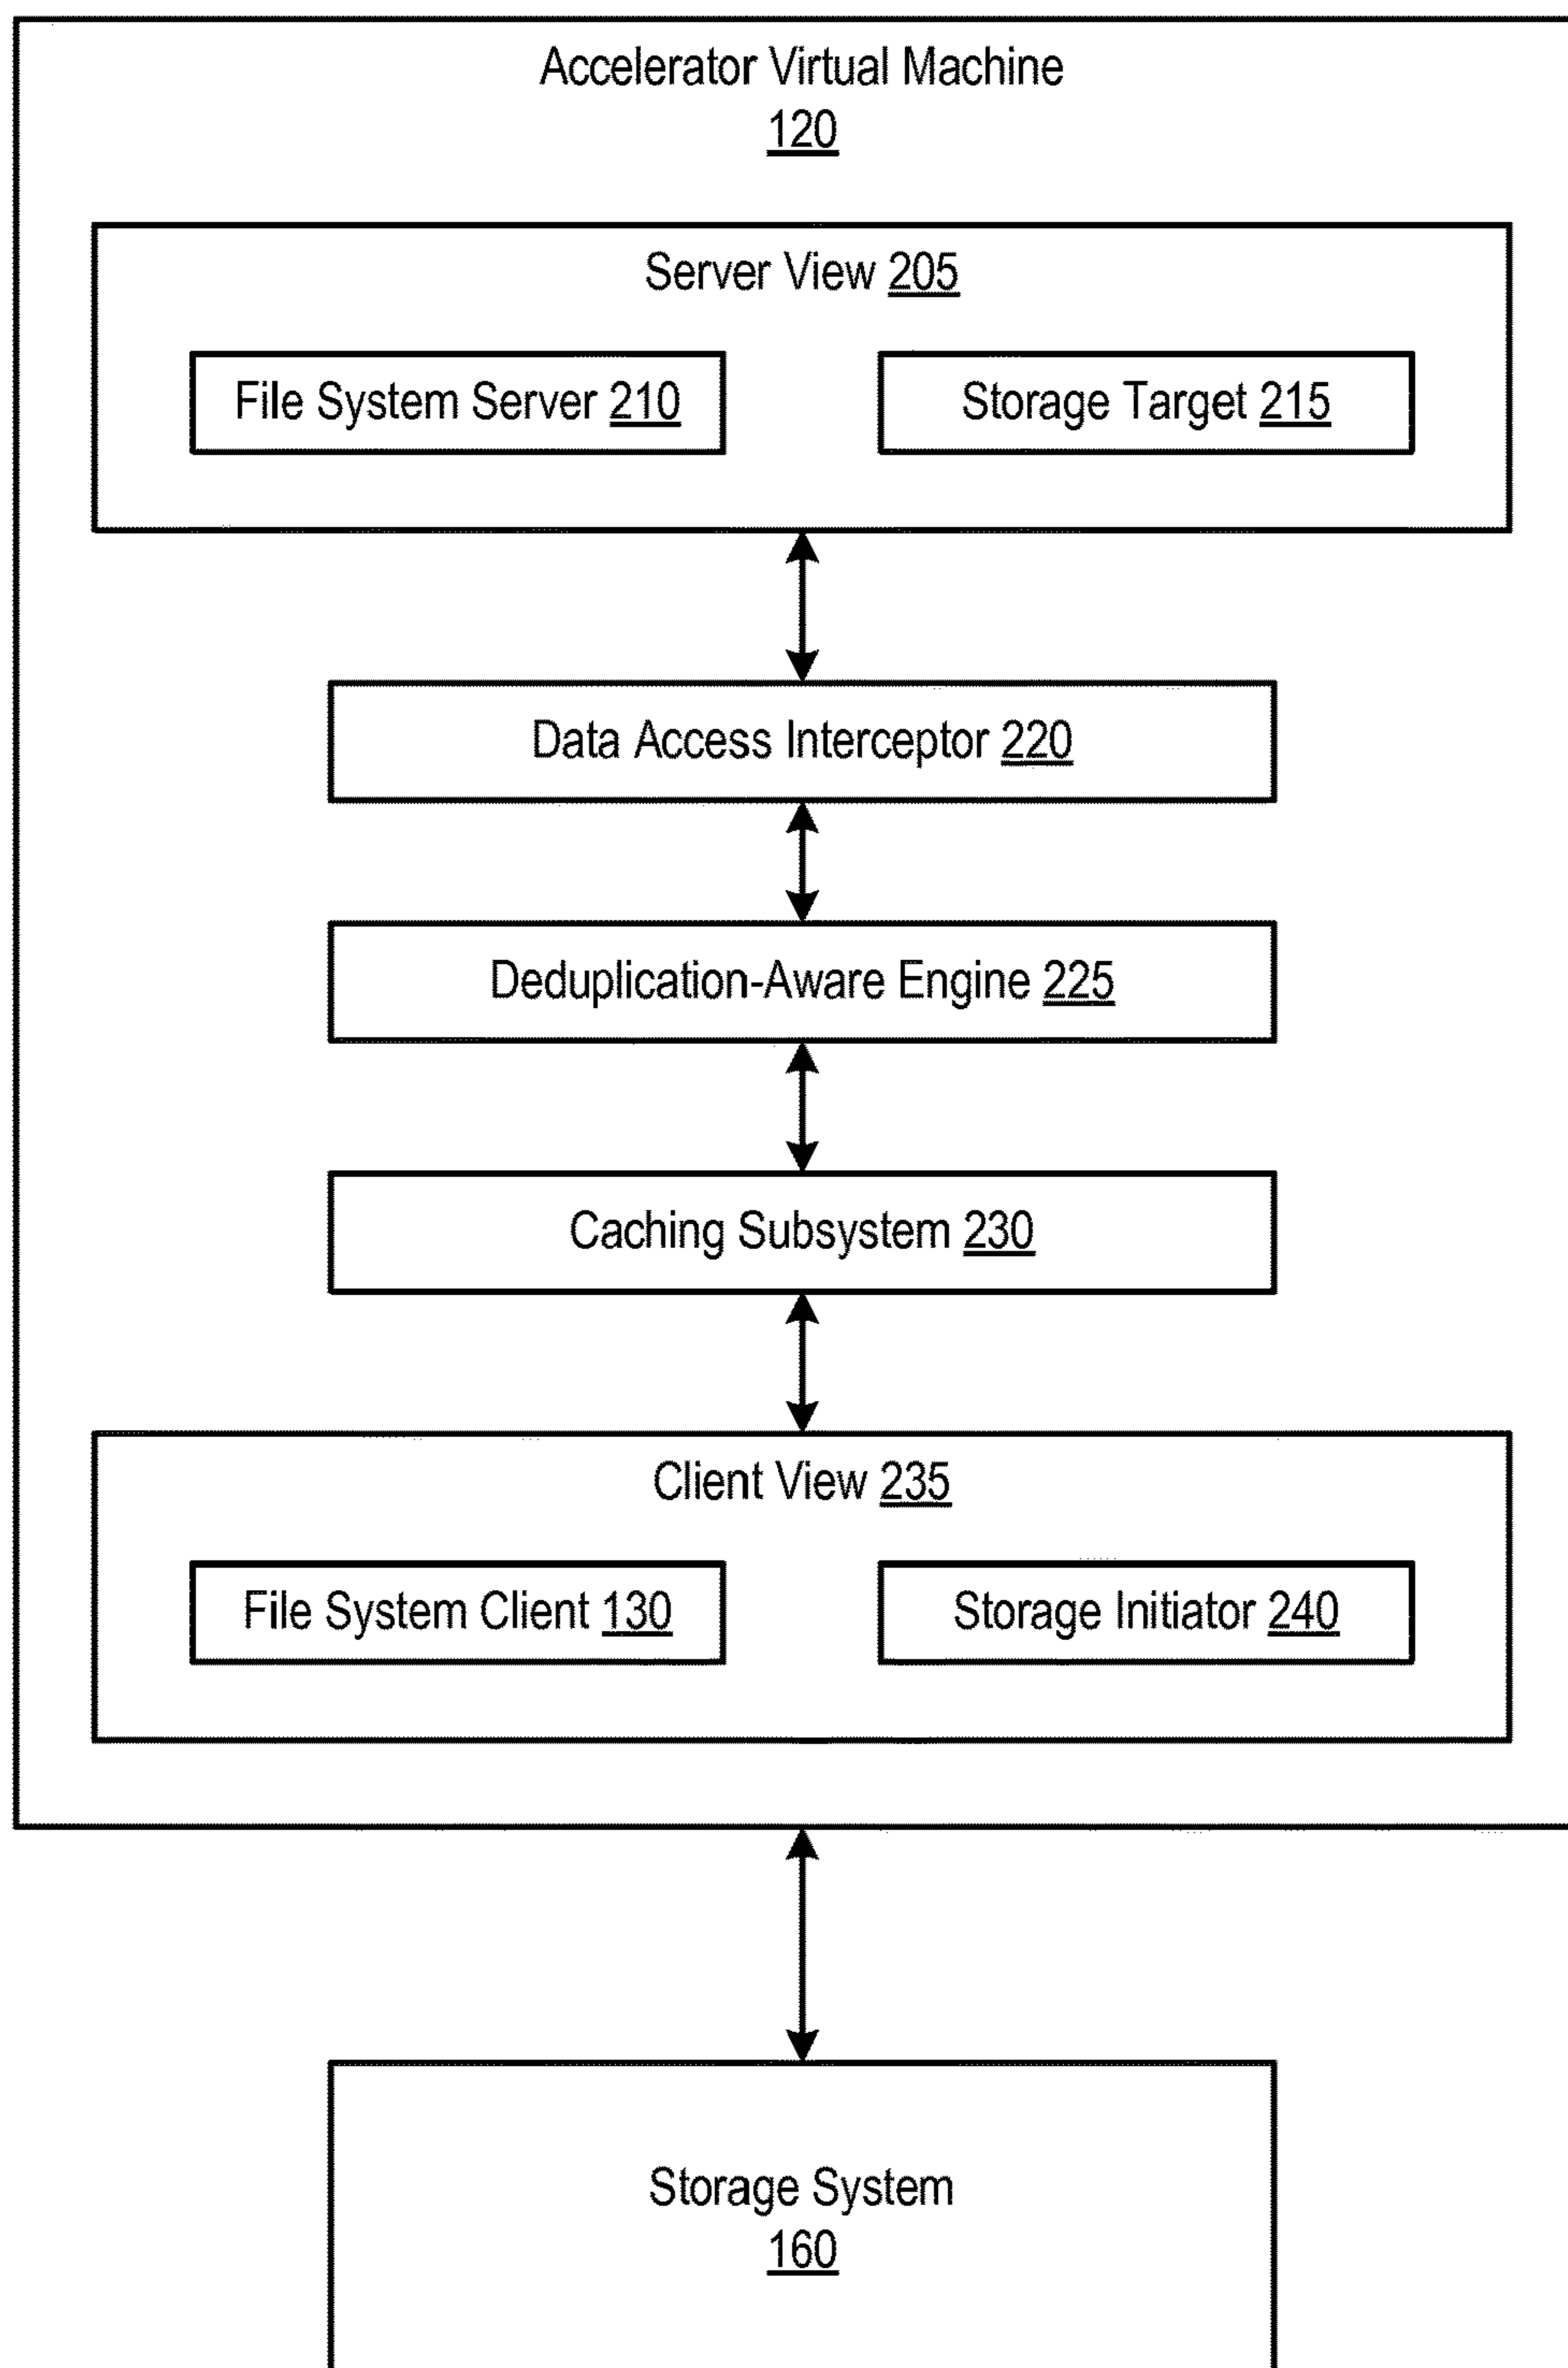 Accelerator Virtual Machine
120
Server View 205
File System Server 210
Storage Target 215
Data Access Interceptor 220
Deduplication-Aware Engine 225
Caching Subsystem 230
Client View 235
File System Client 130
Storage Initiator 240
Storage System
160